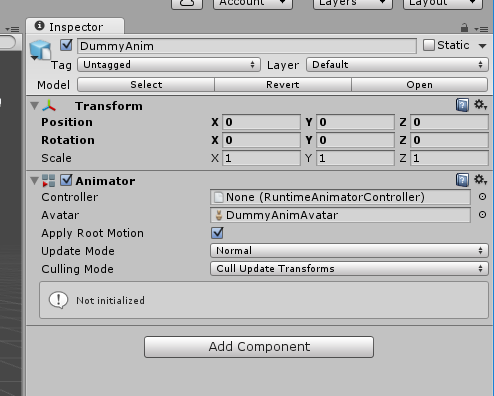 Account Layers Layout
Inspector
DummyAnim Static
Tag Untagged Layer Default
Model Select Revert Open
Transform
Position X 0 Y 0 Z 0
Rotation X 0 Y 0 Z 0
Scale X 1 Y 1 Z 1
Animator
Controller None (RuntimeAnimatorController)
Avatar DummyAnimAvatar
Apply Root Motion
Update Mode Normal
Culling Mode Cull Update Transforms
Not initialized
Add Component